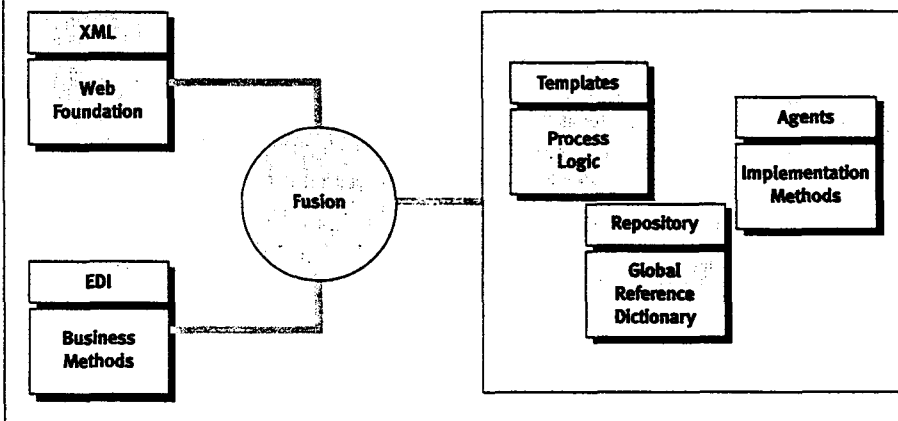 XML
Web
Foundation
Fusion
EDI
Business
Methods
Templates
Process
Logic
Agents
Implementation
Methods
Repository
Global
Reference
Dictionary